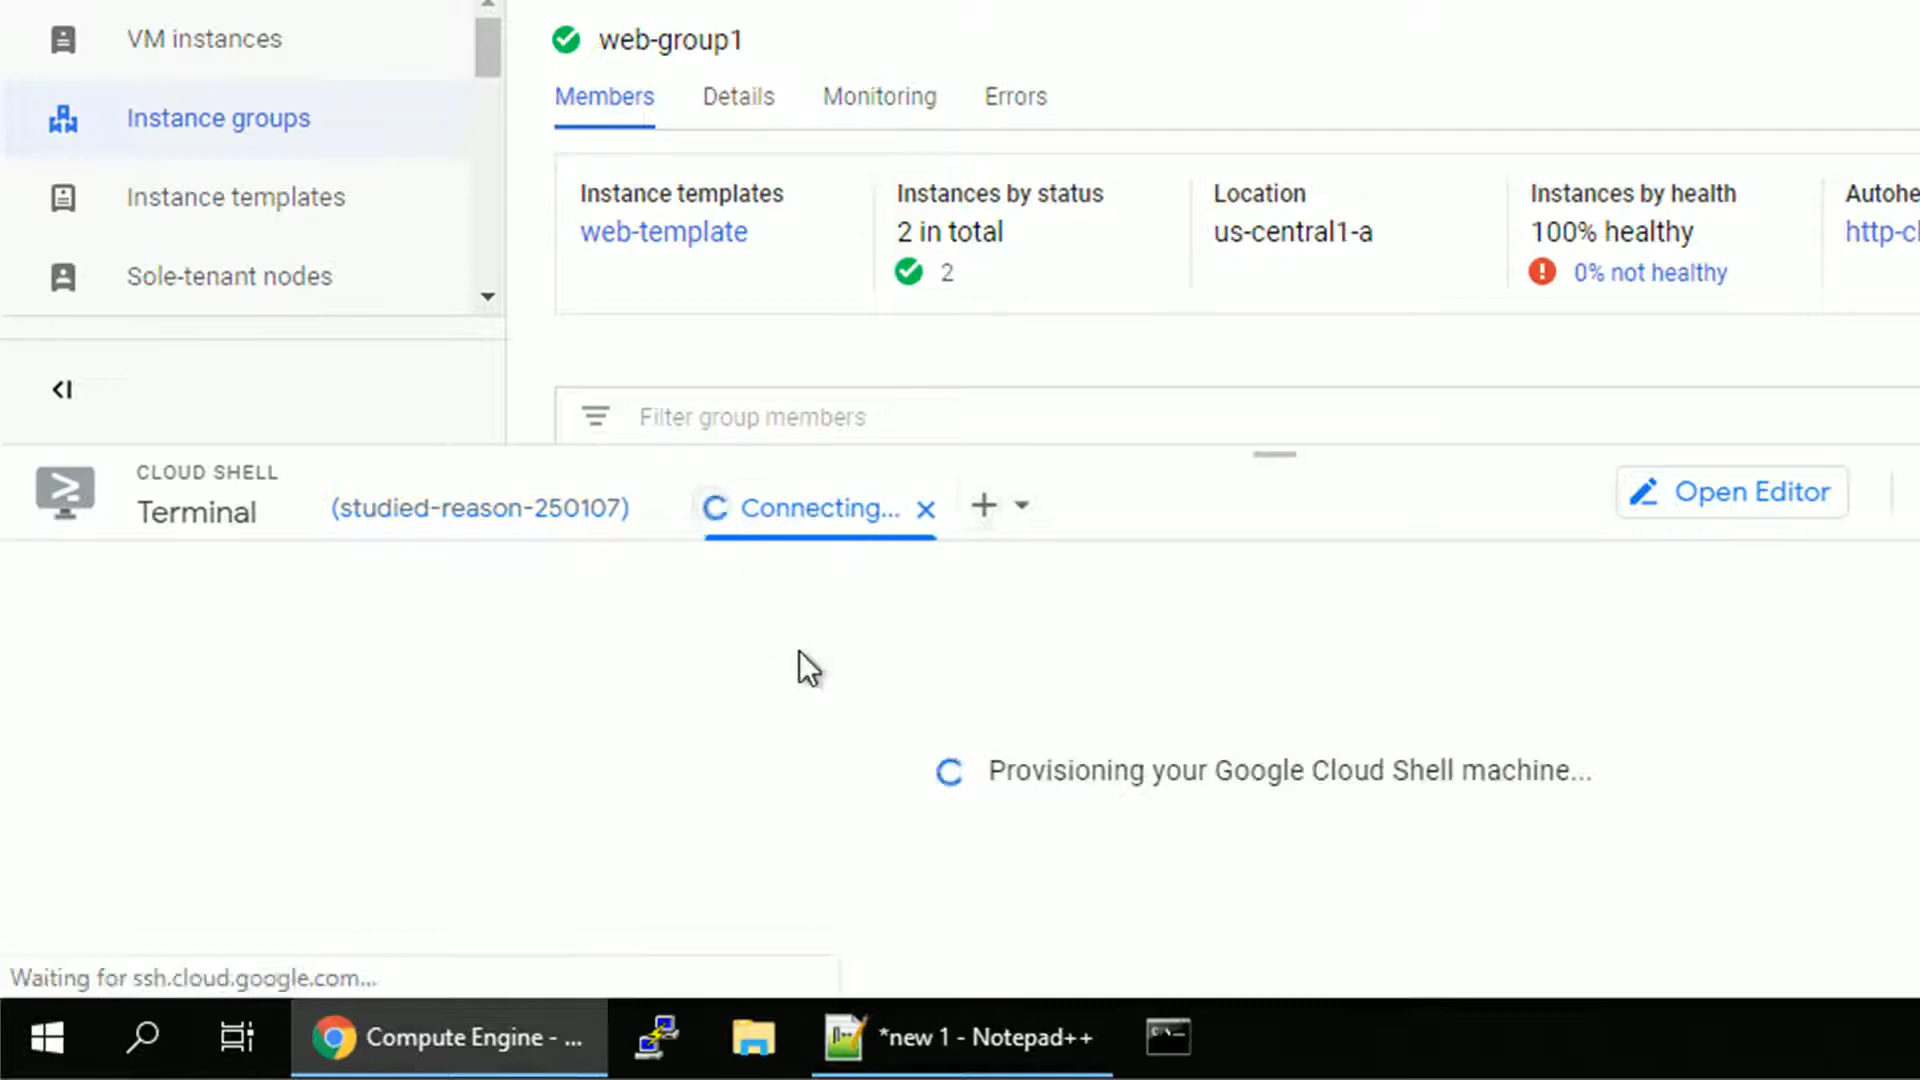 VM instances
Instance groups
Instance templates
Sole-tenant nodes
web-group1
Members Details Monitoring Errors
Instance templates
web-template
Instances by status
2 in total
2
Location
us-central1-a
Instances by health
100% healthy
0% not healthy
Autohe
http-cl
Filter group members
CLOUD SHELL
Terminal
(studied-reason-250107)
Connecting...
Open Editor
Provisioning your Google Cloud Shell machine...
Waiting for ssh.cloud.google.com...
Compute Engine - ...
*new 1 - Notepad++